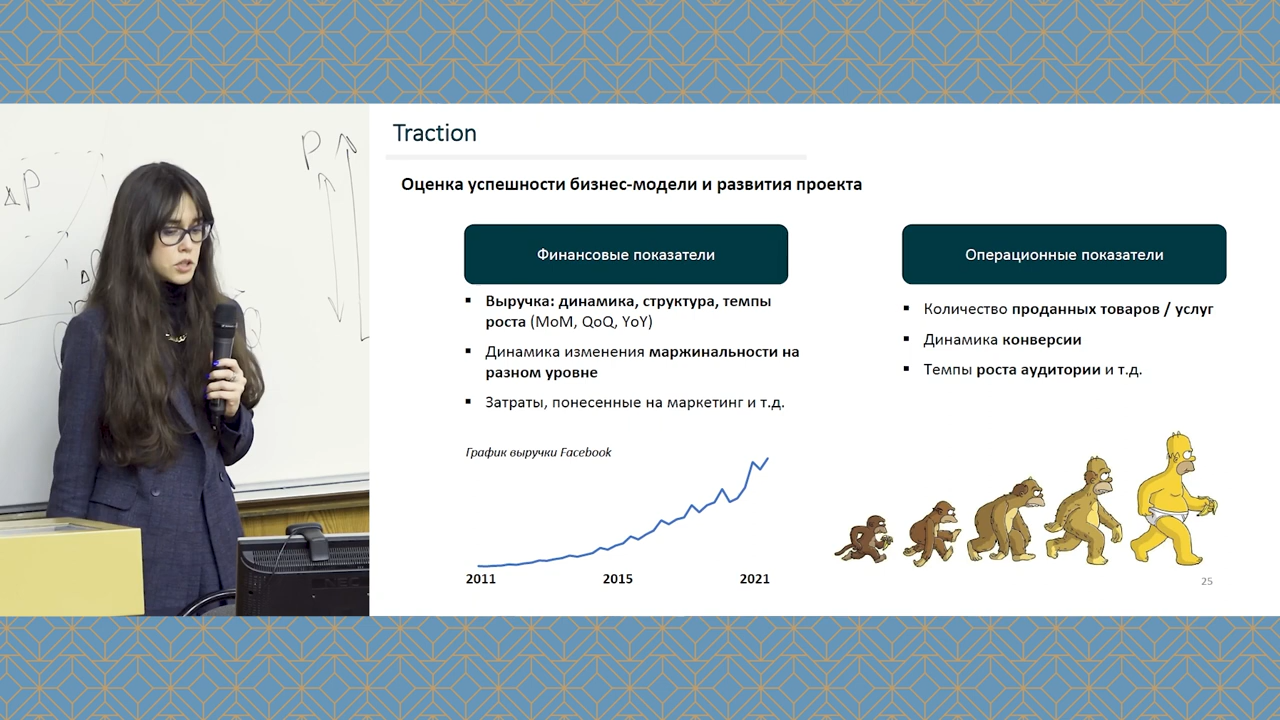 P
ΔP
Traction
Оценка успешности бизнес-модели и развития проекта
Финансовые показатели
▪ Выручка: динамика, структура, темпы
роста (MoM, QoQ, YoY)
▪ Динамика изменения маржинальности на
разном уровне
▪ Затраты, понесенные на маркетинг и т.д.
График выручки Facebook
2011
2015
2021
Операционные показатели
▪ Количество проданных товаров / услуг
▪ Динамика конверсии
▪ Темпы роста аудитории и т.д.
25
NEC